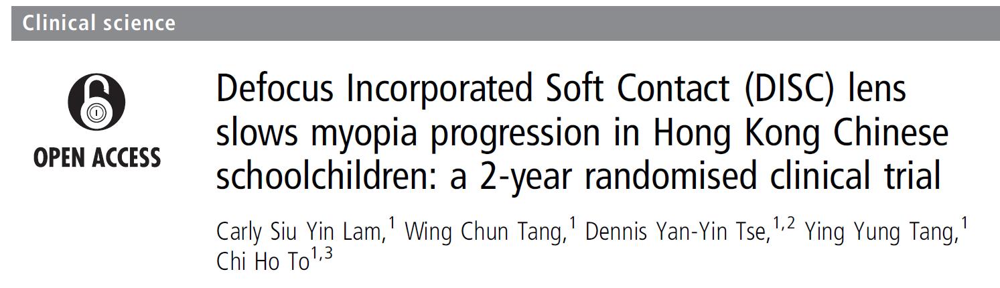 Clinical science
OPEN ACCESS
Defocus Incorporated Soft Contact (DISC) lens
slows myopia progression in Hong Kong Chinese
schoolchildren: a 2-year randomised clinical trial
Carly Siu Yin Lam,1 Wing Chun Tang,1 Dennis Yan-Yin Tse,1,2 Ying Yung Tang,1
Chi Ho To1,3